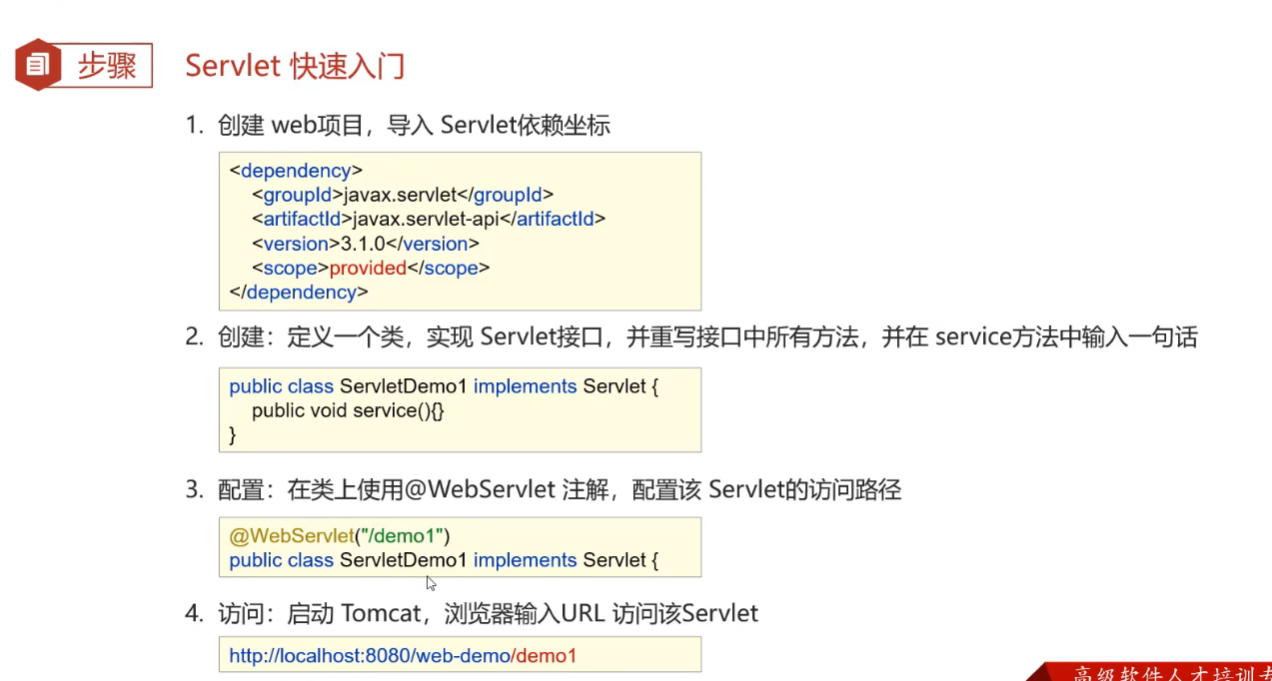 步骤
Servlet 快速入门
1. 创建 web项目，导入 Servlet依赖坐标
<dependency>
<groupId>javax.servlet</groupId>
<artifactId>javax.servlet-api</artifactId>
<version>3.1.0</version>
<scope>provided</scope>
</dependency>
2. 创建：定义一个类，实现 Servlet接口，并重写接口中所有方法，并在 service方法中输入一句话
public class ServletDemo1 implements Servlet {
public void service(){}
}
3. 配置：在类上使用@WebServlet 注解，配置该 Servlet的访问路径
@WebServlet("/demo1")
public class ServletDemo1 implements Servlet {
4. 访问：启动 Tomcat，浏览器输入URL 访问该Servlet
http://localhost:8080/web-demo/demo1
高级软件人才培训专